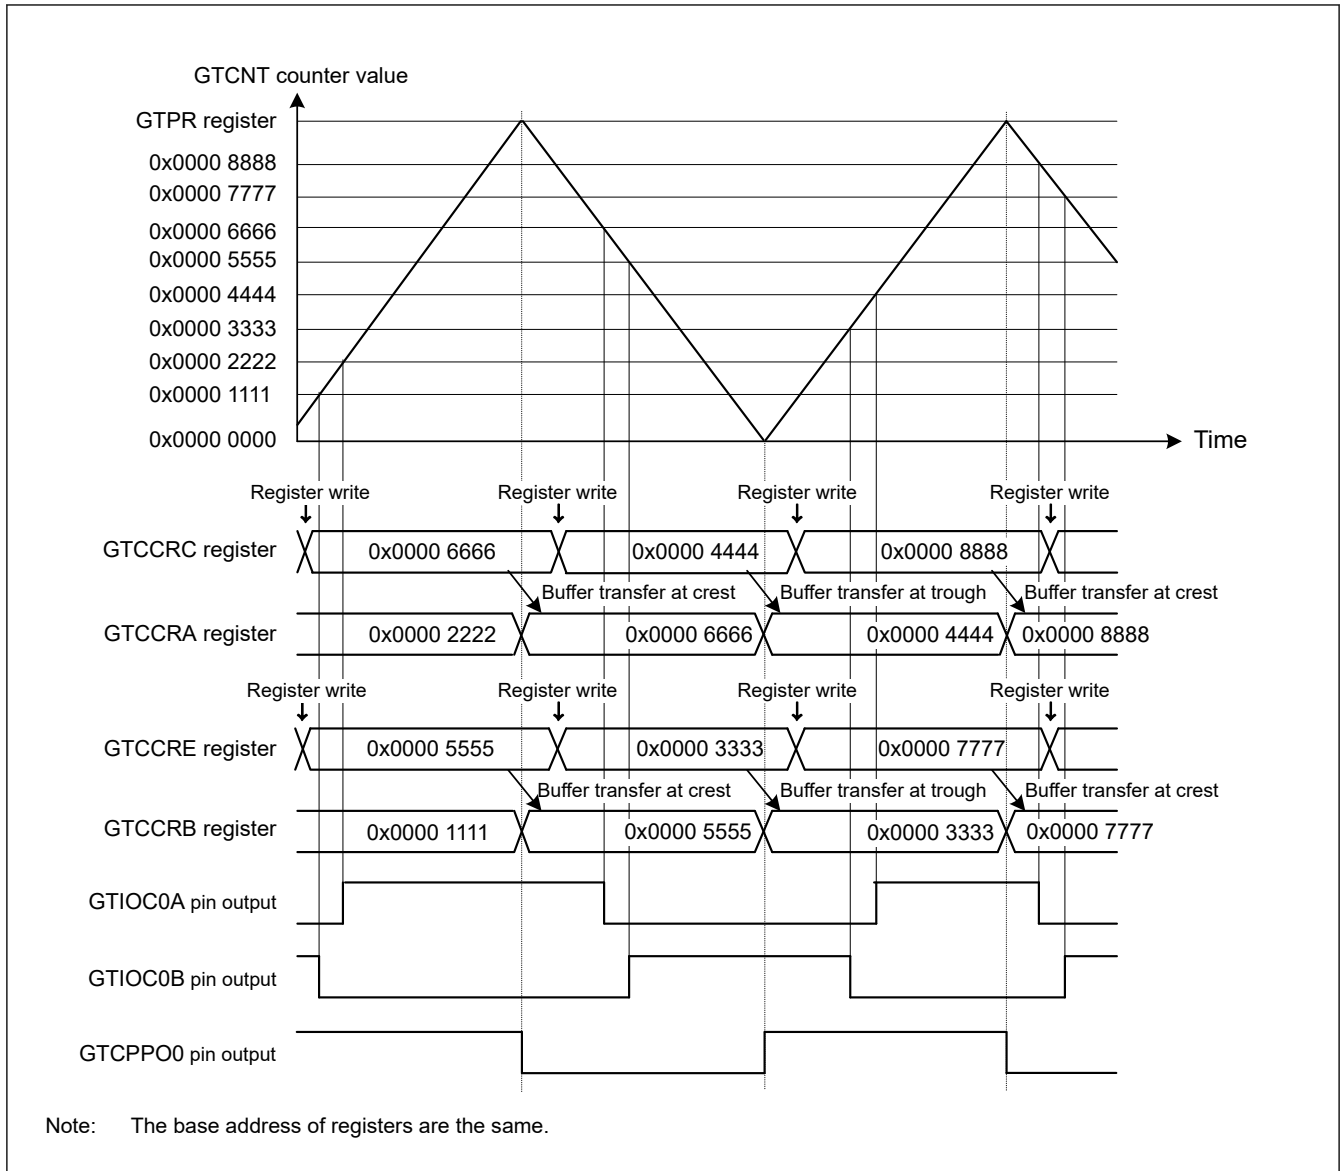 GTCNT counter value
GTPR register
0x0000 8888
0x0000 7777
0x0000 6666
0x0000 5555
0x0000 4444
0x0000 3333
0x0000 2222
0x0000 1111
0x0000 0000
Time
Register write Register write Register write Register write
GTCCRC register 0x0000 6666 0x0000 4444 0x0000 8888
Buffer transfer at crest Buffer transfer at trough Buffer transfer at crest
GTCCRA register 0x0000 2222 0x0000 6666 0x0000 4444 0x0000 8888
Register write Register write Register write Register write
GTCCRE register 0x0000 5555 0x0000 3333 0x0000 7777
Buffer transfer at crest Buffer transfer at trough Buffer transfer at crest
GTCCRB register 0x0000 1111 0x0000 5555 0x0000 3333 0x0000 7777
GTIOC0A pin output
GTIOC0B pin output
GTCPPO0 pin output
Note: The base address of registers are the same.